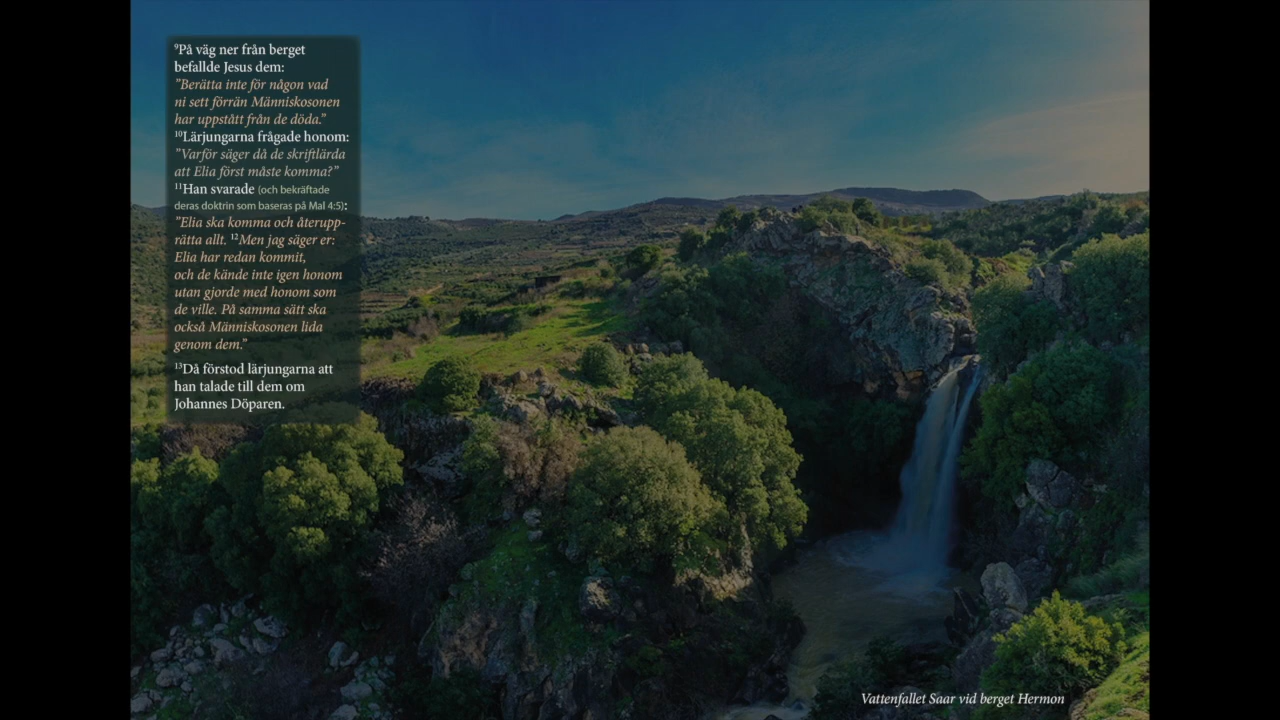 ⁹På väg ner från berget
befallde Jesus dem:
”Berätta inte för någon vad
ni sett förrän Människosonen
har uppstått från de döda.”
¹⁰Lärjungarna frågade honom:
”Varför säger då de skriftlärda
att Elia först måste komma?”
¹¹Han svarade (och bekräftade
deras doktrin som baseras på Mal 4:5):
”Elia ska komma och återupp-
rätta allt. ¹²Men jag säger er:
Elia har redan kommit,
och de kände inte igen honom
utan gjorde med honom som
de ville. På samma sätt ska
också Människosonen lida
genom dem.”
¹³Då förstod lärjungarna att
han talade till dem om
Johannes Döparen.
Vattenfallet Saar vid berget Hermon